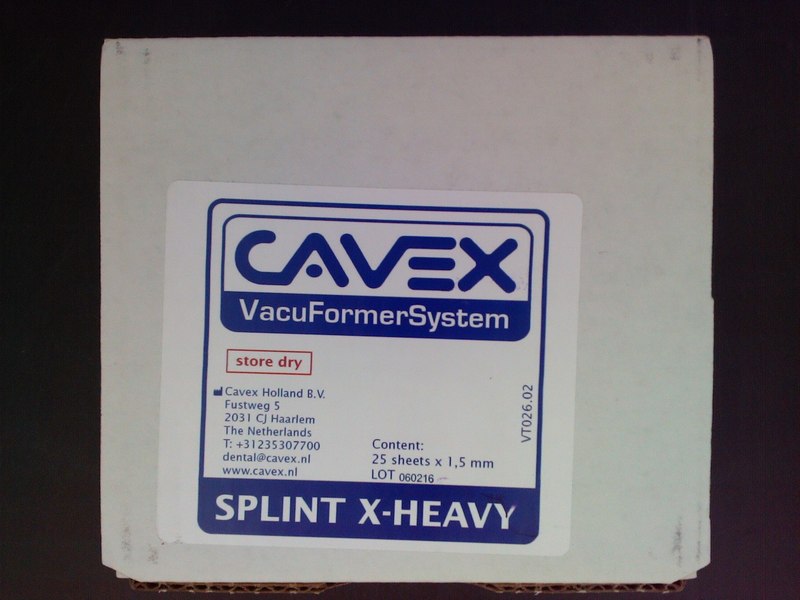 CAVEX
VacuFormerSystem
store dry
Cavex Holland B.V.
Fustweg 5
2031 CJ Haarlem
The Netherlands
T: +31235307700
dental@cavex.nl
www.cavex.nl
Content:
25 sheets x 1,5 mm
LOT 060216
VT026.02
SPLINT X-HEAVY